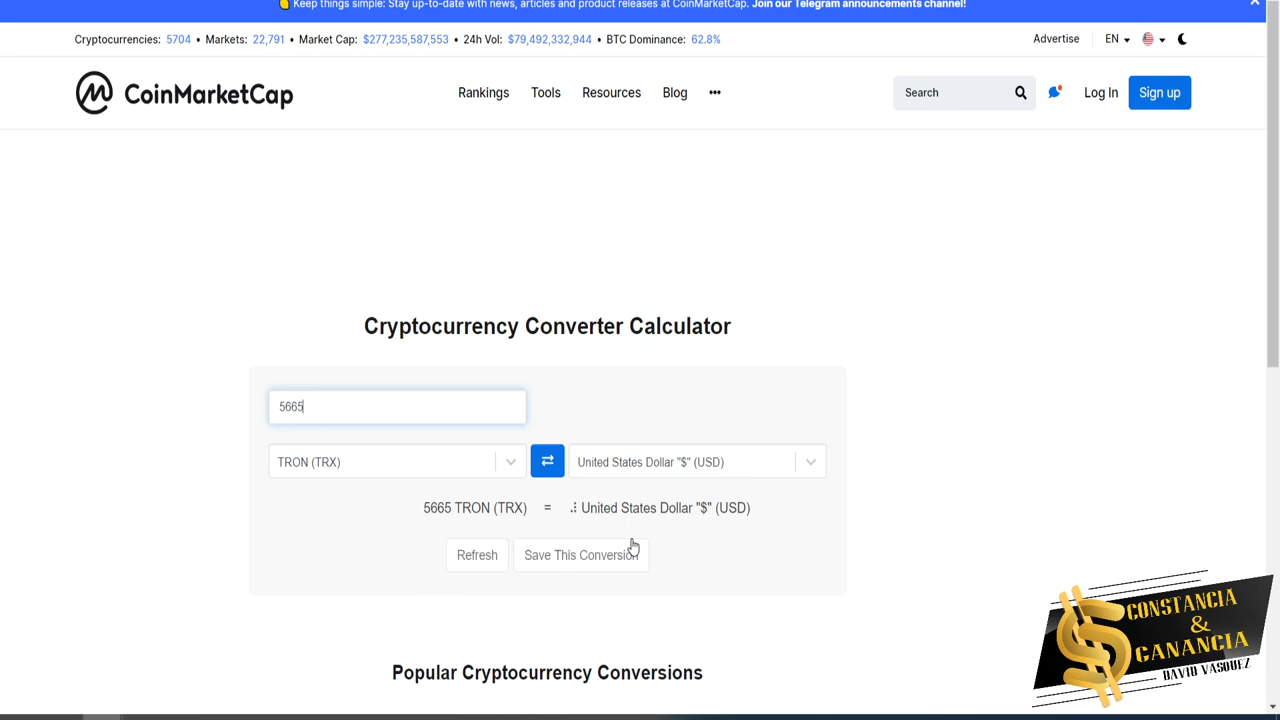 Keep things simple: Stay up-to-date with news, articles and product releases at CoinMarketCap. Join our Telegram announcements channel!
Cryptocurrencies: 5704 • Markets: 22,791 • Market Cap: $277,235,587,553 • 24h Vol: $79,492,332,944 • BTC Dominance: 62.8%
Advertise EN
CoinMarketCap
Rankings Tools Resources Blog •••
Search
Log In
Sign up
Cryptocurrency Converter Calculator
5665
TRON (TRX)
United States Dollar "$" (USD)
5665 TRON (TRX) = United States Dollar "$" (USD)
Refresh
Save This Conversion
Popular Cryptocurrency Conversions
CONSTANCIA
&
GANANCIA
DAVID VASQUEZ